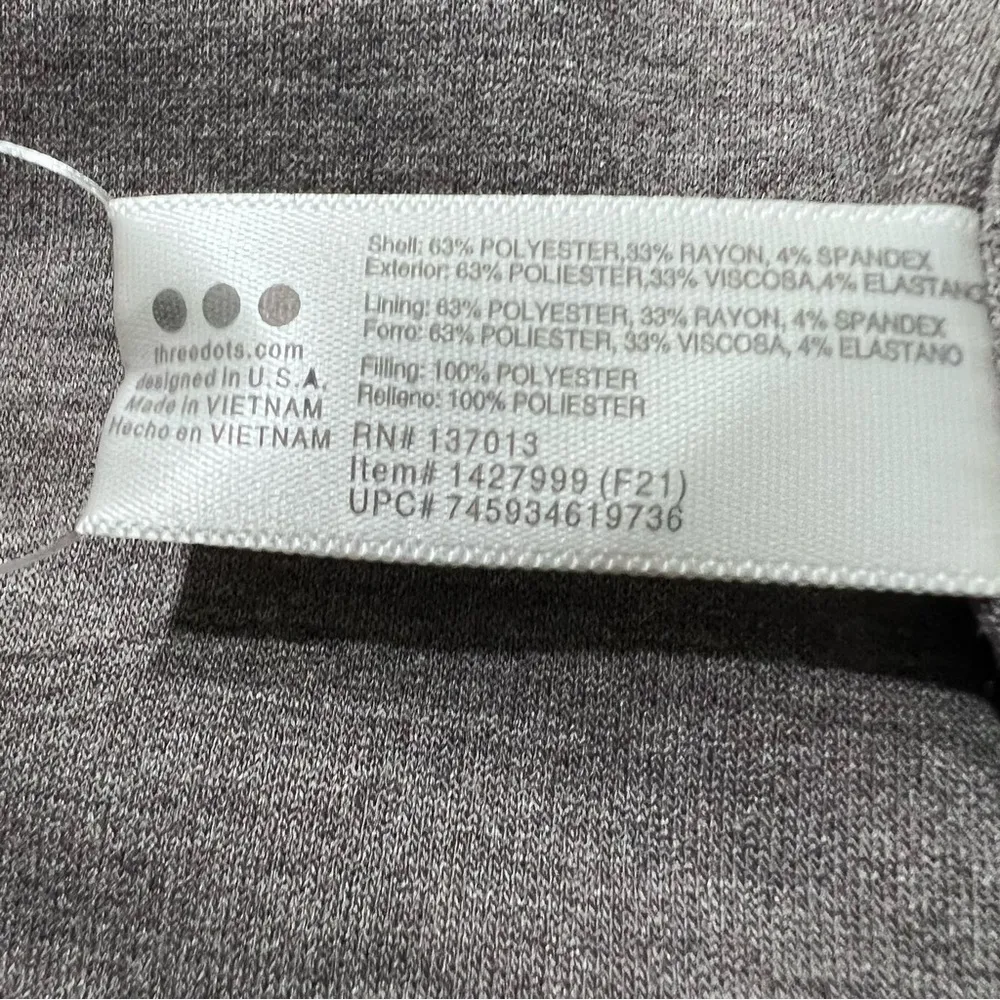 threedots.com
designed in U.S.A.
Made in VIETNAM
Hecho en VIETNAM
Shell: 63% POLYESTER,33% RAYON, 4% SPANDEX
Exterior: 63% POLIESTER,33% VISCOSA,4% ELASTANO
Lining: 63% POLYESTER, 33% RAYON, 4% SPANDEX
Forro: 63% POLIESTER, 33% VISCOSA, 4% ELASTANO
Filling: 100% POLYESTER
Relleno: 100% POLIESTER
RN# 137013
Item# 1427999 (F21)
UPC# 745934619736